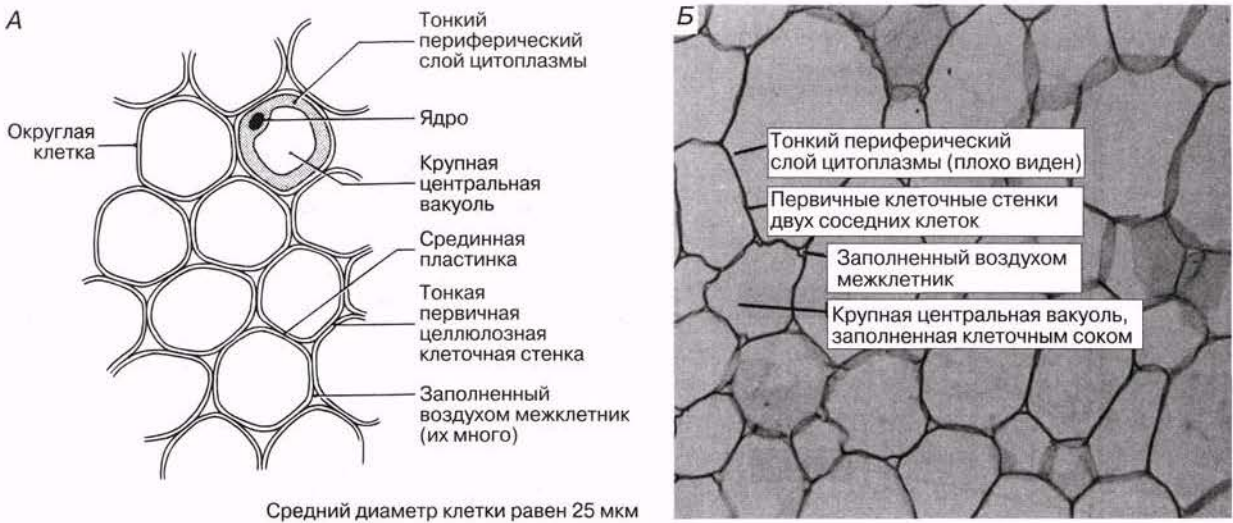 А
Тонкий
периферический
слой цитоплазмы
Округлая
клетка
Ядро
Крупная
центральная
вакуоль
Срединная
пластинка
Тонкая
первичная
целлюлозная
клеточная стенка
Заполненный
воздухом межклетник
(их много)
Средний диаметр клетки равен 25 мкм
Б
Тонкий периферический
слой цитоплазмы (плохо виден)
Первичные клеточные стенки
двух соседних клеток
Заполненный воздухом
межклетник
Крупная центральная вакуоль,
заполненная клеточным соком